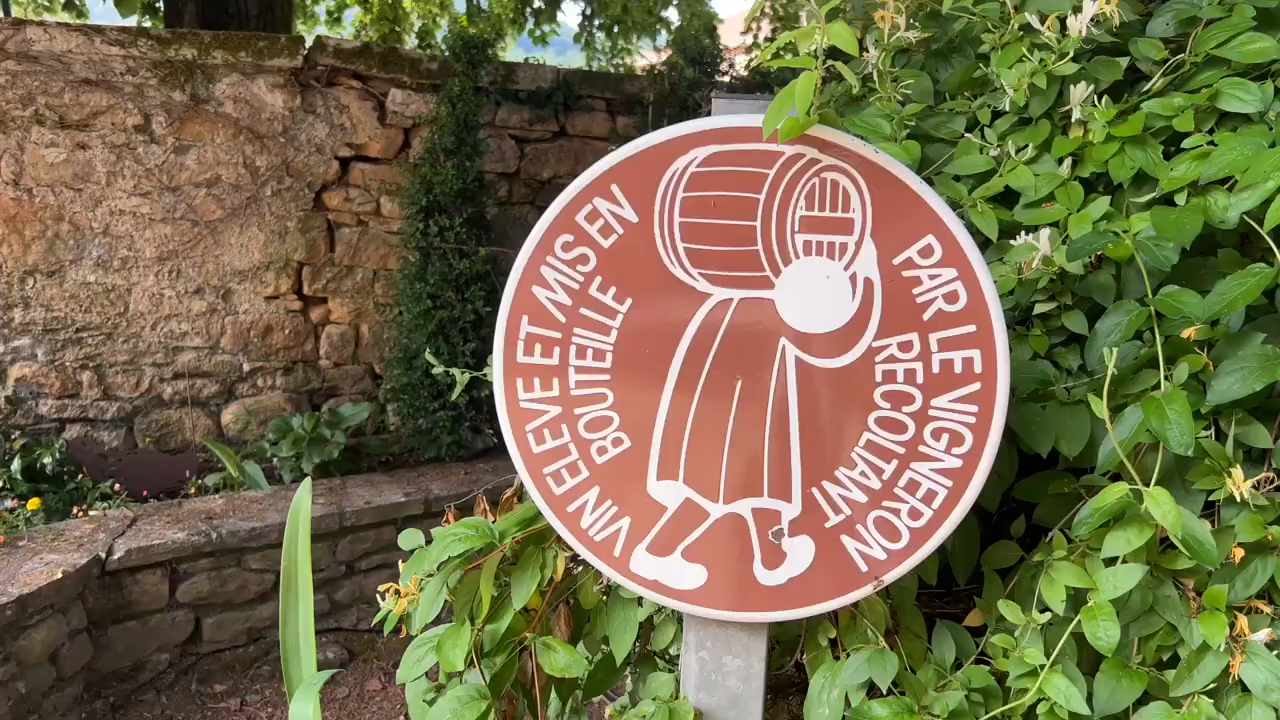 VIN ELEVE ET MIS EN
BOUTEILLE
PAR LE VIGNERON
RECOLTANT